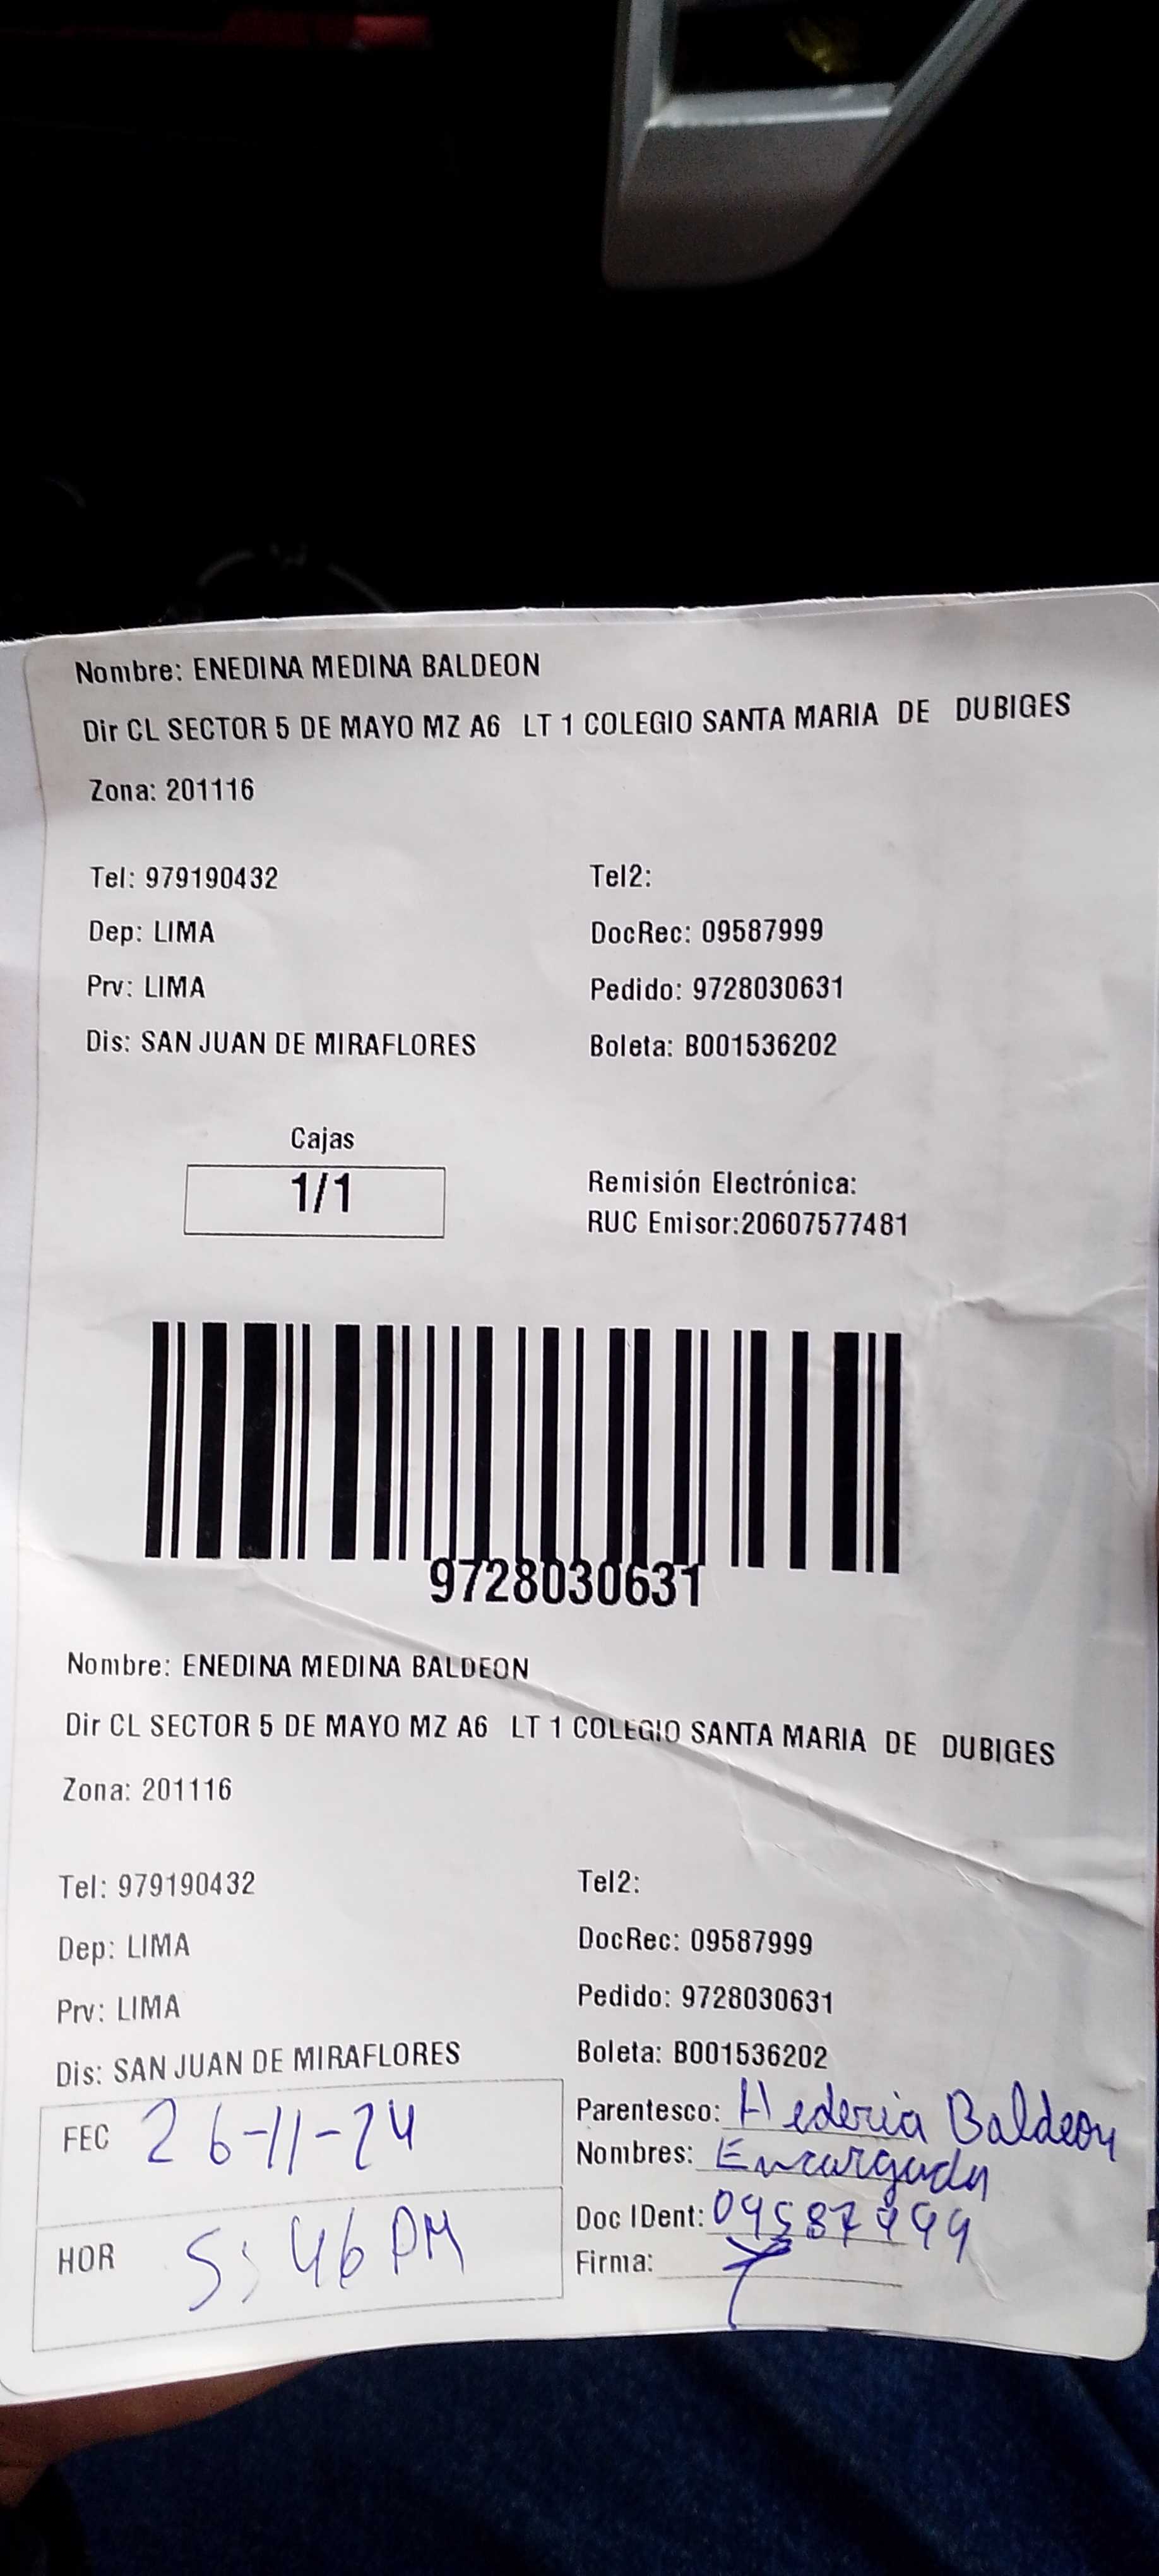 Nombre: ENEDINA MEDINA BALDEON
Dir CL SECTOR 5 DE MAYO MZ A6 LT 1 COLEGIO SANTA MARIA DE DUBIGES
Zona: 201116
Tel: 979190432 Tel2:
Dep: LIMA DocRec: 09587999
Prv: LIMA Pedido: 9728030631
Dis: SAN JUAN DE MIRAFLORES Boleta: B001536202
Cajas
1/1
Remisión Electrónica:
RUC Emisor:20607577481
9728030631
Nombre: ENEDINA MEDINA BALDEON
Dir CL SECTOR 5 DE MAYO MZ A6 LT 1 COLEGIO SANTA MARIA DE DUBIGES
Zona: 201116
Tel: 979190432 Tel2:
Dep: LIMA DocRec: 09587999
Prv: LIMA Pedido: 9728030631
Dis: SAN JUAN DE MIRAFLORES Boleta: B001536202
FEC 26-11-24
HOR 5:46 PM
Parentesco: Baldeon
Nombres: Encargada
Doc IDent: 09587999
Firma: